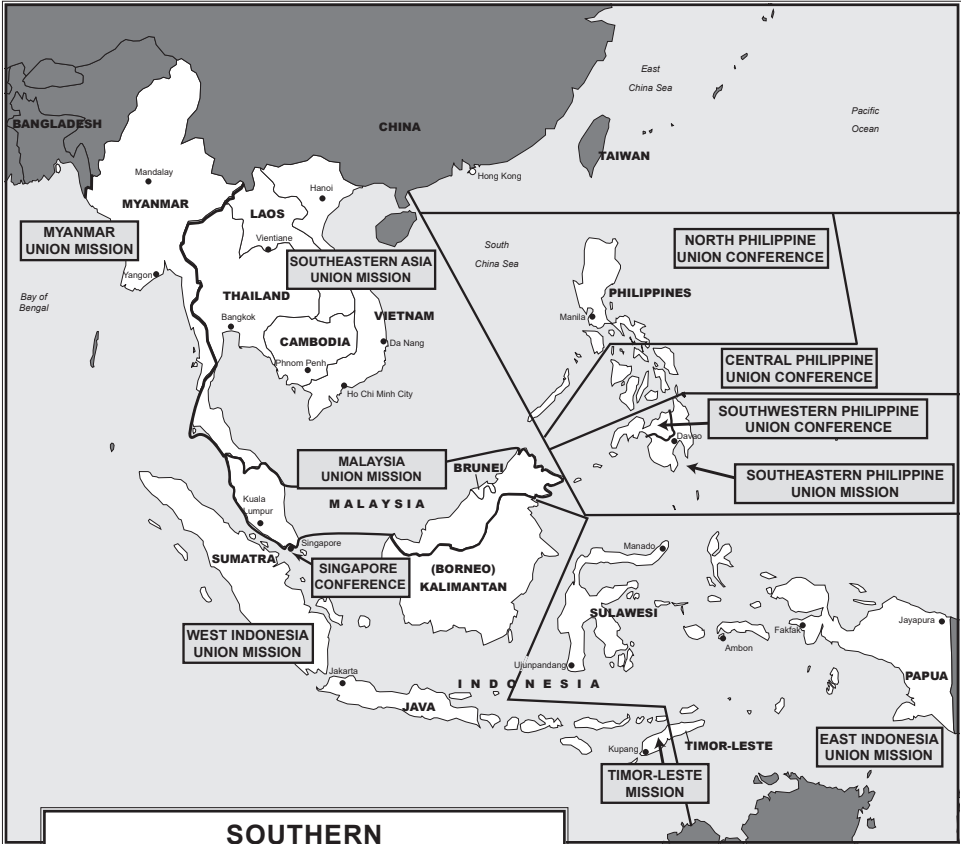 East
China Sea
Pacific
Ocean
BANGLADESH
CHINA
TAIWAN
Hong Kong
Mandalay
MYANMAR
Hanoi
LAOS
MYANMAR
UNION MISSION
Vientiane
SOUTHEASTERN ASIA
UNION MISSION
South
China Sea
NORTH PHILIPPINE
UNION CONFERENCE
Yangon
Bay of
Bengal
THAILAND
Bangkok
VIETNAM
PHILIPPINES
Manila
CAMBODIA
Da Nang
Phnom Penh
Ho Chi Minh City
CENTRAL PHILIPPINE
UNION CONFERENCE
SOUTHWESTERN PHILIPPINE
UNION CONFERENCE
Davao
MALAYSIA
UNION MISSION
BRUNEI
SOUTHEASTERN PHILIPPINE
UNION MISSION
MALAYSIA
Kuala
Lumpur
Singapore
SUMATRA
SINGAPORE
CONFERENCE
(BORNEO)
KALIMANTAN
Manado
SULAWESI
WEST INDONESIA
UNION MISSION
Jayapura
Fakfak
Ambon
Ujunpandang
Jakarta
INDONESIA
PAPUA
JAVA
Kupang
TIMOR-LESTE
EAST INDONESIA
UNION MISSION
TIMOR-LESTE
MISSION
SOUTHERN